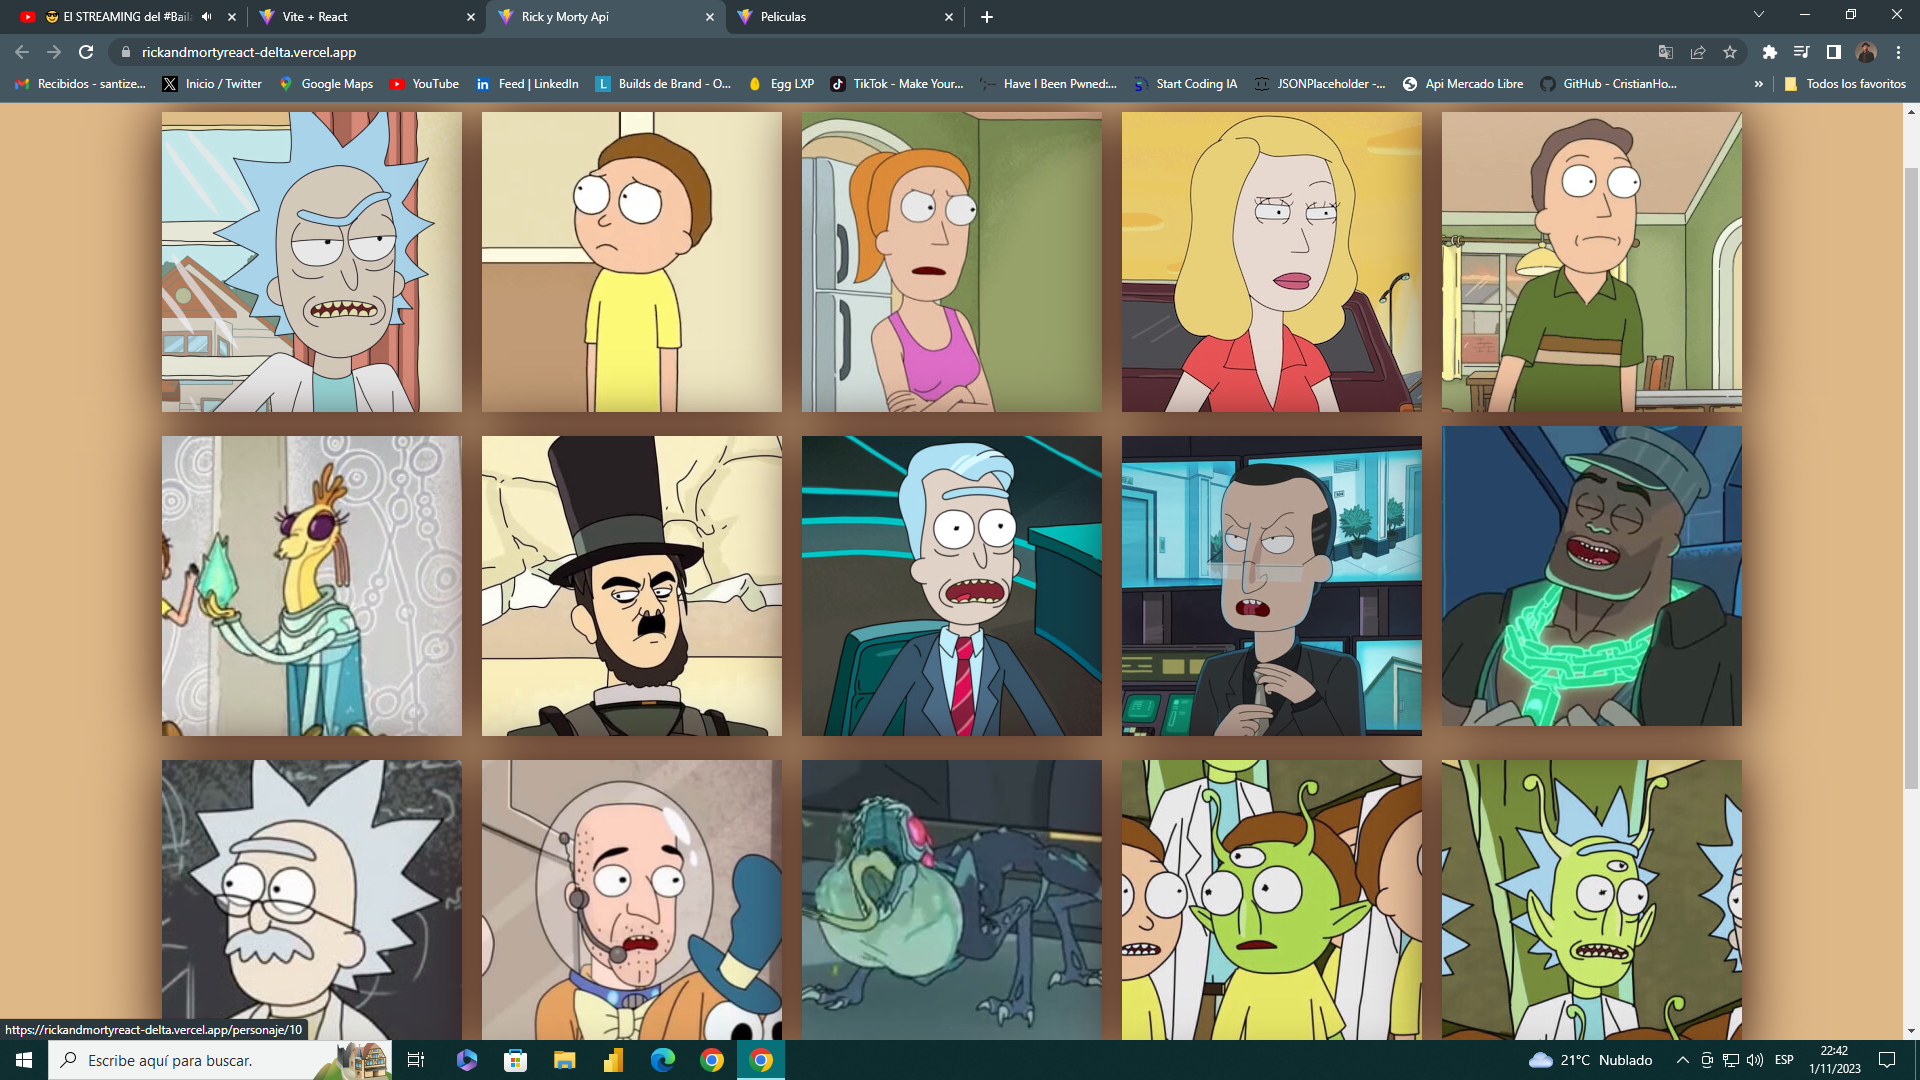 😎 El STREAMING del #Baila
Vite + React
Rick y Morty Api
Peliculas
rickandmortyreact-delta.vercel.app
Recibidos - santize...
Inicio / Twitter
Google Maps
YouTube
Feed | LinkedIn
Builds de Brand - O...
Egg LXP
TikTok - Make Your...
Have I Been Pwned:...
Start Coding IA
JSONPlaceholder -...
Api Mercado Libre
GitHub - CristianHo...
»
Todos los favoritos
https://rickandmortyreact-delta.vercel.app/personaje/10
Escribe aquí para buscar.
21°C Nublado
ESP
22:42
1/11/2023